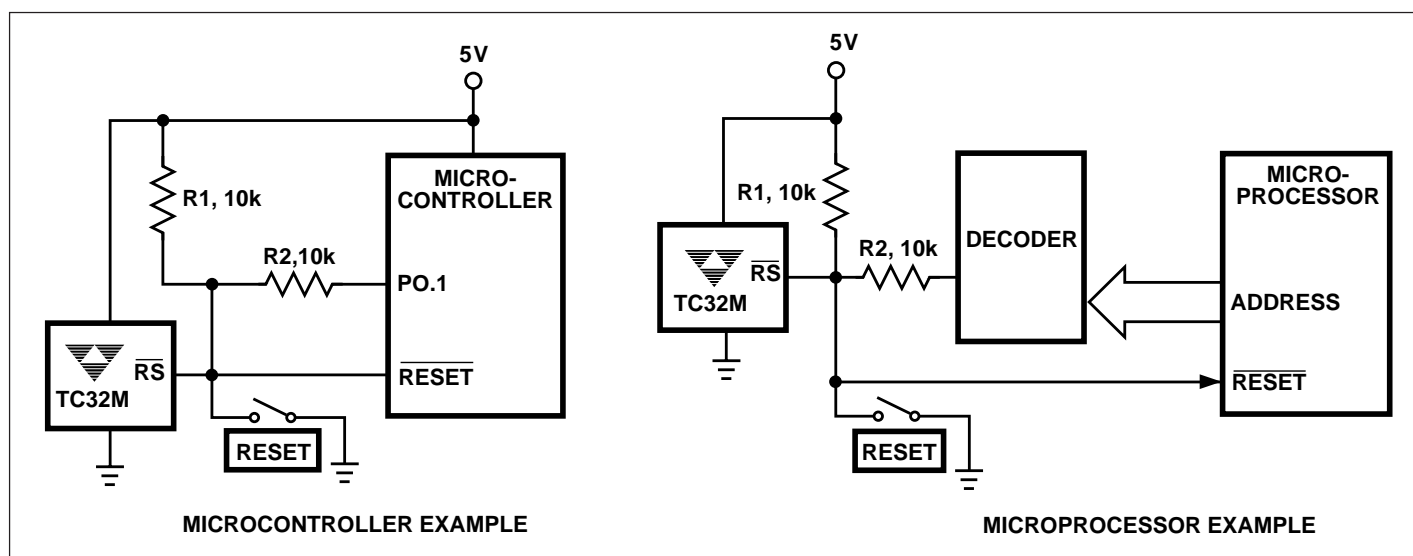 5V
R1, 10k
MICRO-
CONTROLLER
R2,10k
PO.1
RS
TC32M
RESET
RESET
MICROCONTROLLER EXAMPLE
5V
R1, 10k
R2, 10k
RS
TC32M
DECODER
MICRO-
PROCESSOR
ADDRESS
RESET
RESET
MICROPROCESSOR EXAMPLE